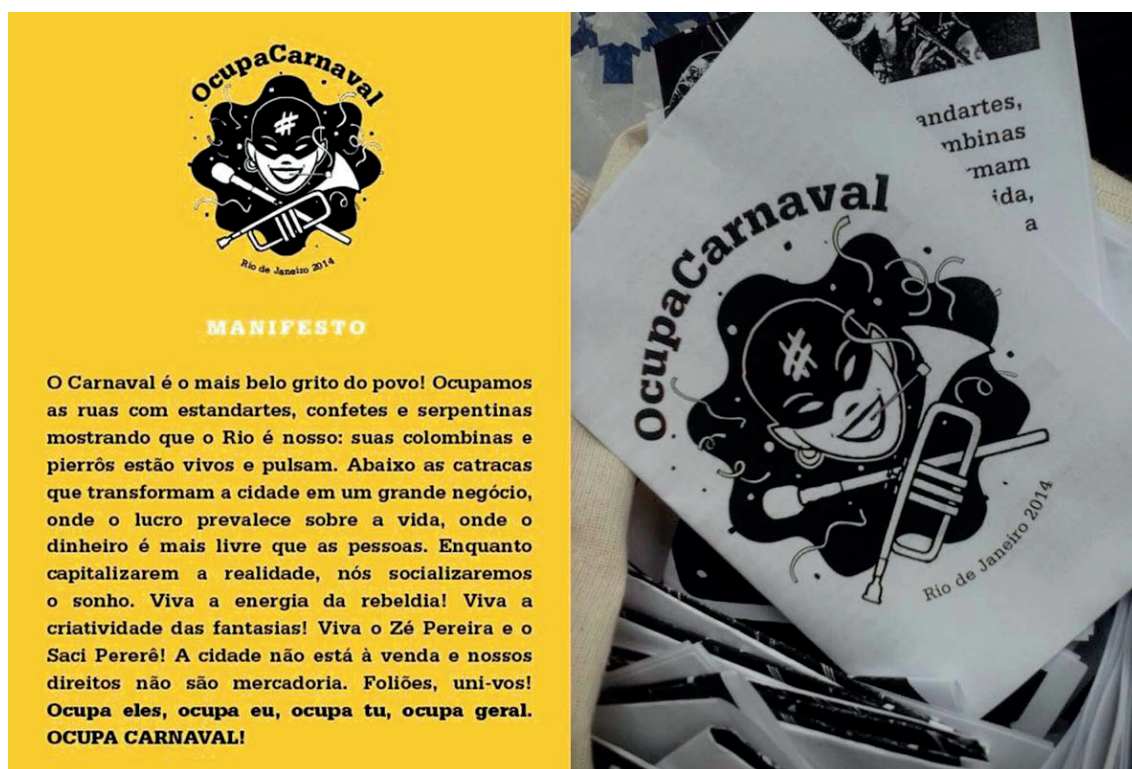 OcupaCarnaval
#
Rio de Janeiro 2014
MANIFESTO
O Carnaval é o mais belo grito do povo! Ocupamos
as ruas com estandartes, confetes e serpentinas
mostrando que o Rio é nosso: suas colombinas e
pierrôs estão vivos e pulsam. Abaixo as catracas
que transformam a cidade em um grande negócio,
onde o lucro prevalece sobre a vida, onde o
dinheiro é mais livre que as pessoas. Enquanto
capitalizarem a realidade, nós socializaremos
o sonho. Viva a energia da rebeldia! Viva a
criatividade das fantasias! Viva o Zé Pereira e o
Saci Pererê! A cidade não está à venda e nossos
direitos não são mercadoria. Foliões, uni-vos!
Ocupa eles, ocupa eu, ocupa tu, ocupa geral.
OCUPA CARNAVAL!
andartes,
mbinas
rmam
ida,
a
OcupaCarnaval
#
Rio de Janeiro 2014